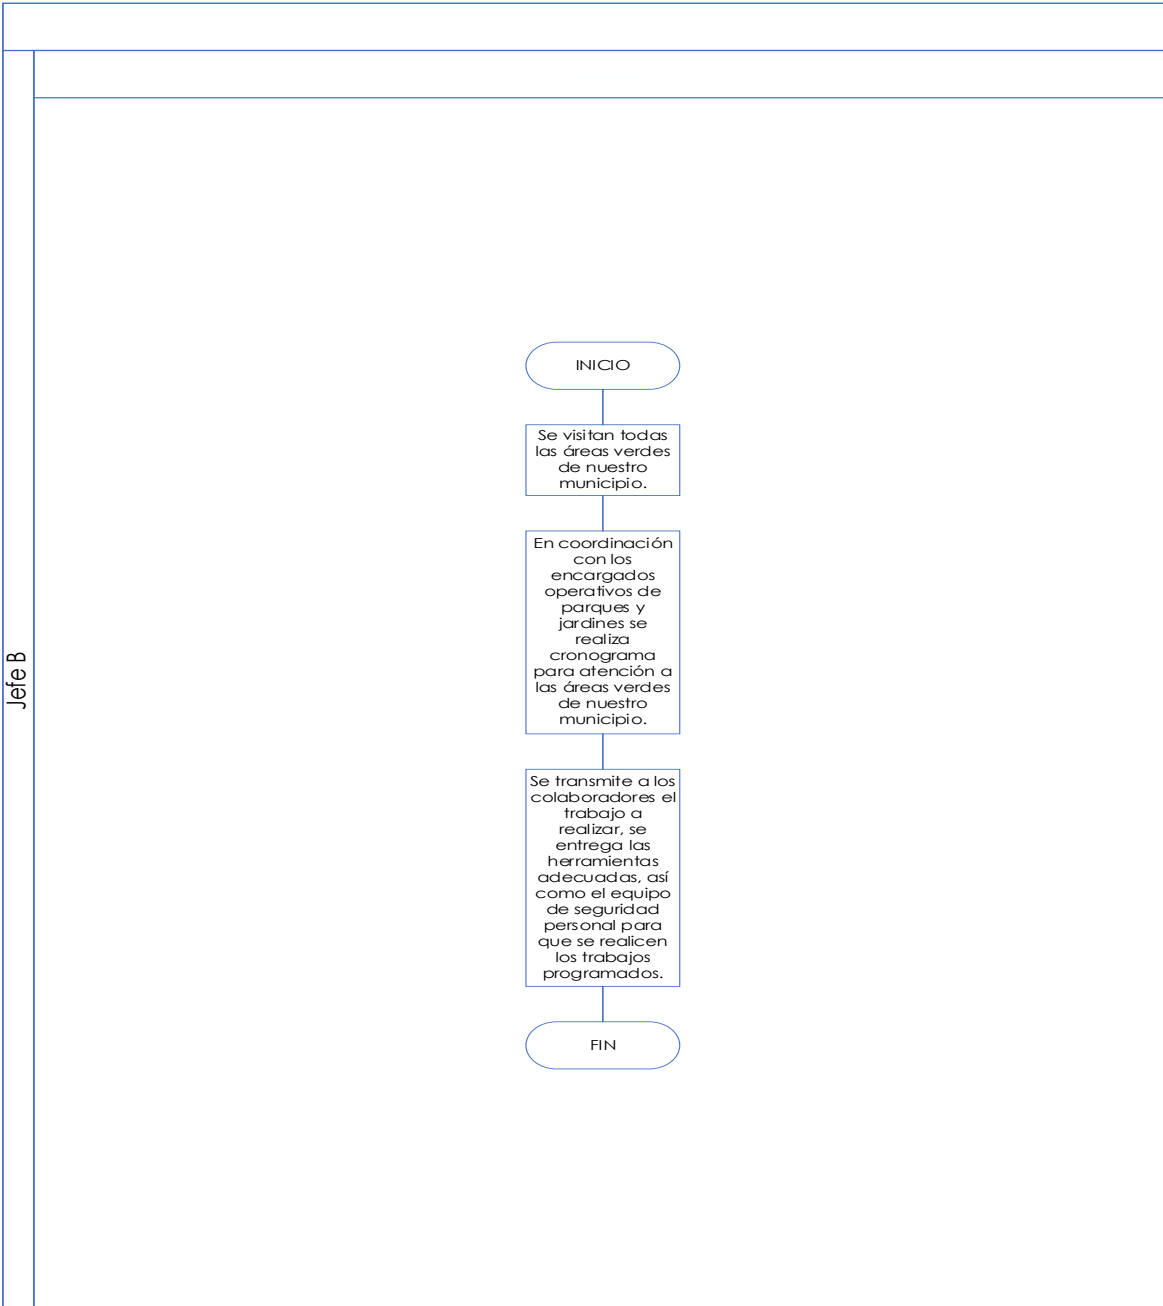 Jefe B
INICIO
Se visitan todas
las áreas verdes
de nuestro
municipio.
En coordinación
con los
encargados
operativos de
parques y
jardines se
realiza
cronograma
para atención a
las áreas verdes
de nuestro
municipio.
Se transmite a los
colaboradores el
trabajo a
realizar, se
entrega las
herramientas
adecuadas, así
como el equipo
de seguridad
personal para
que se realicen
los trabajos
programados.
FIN